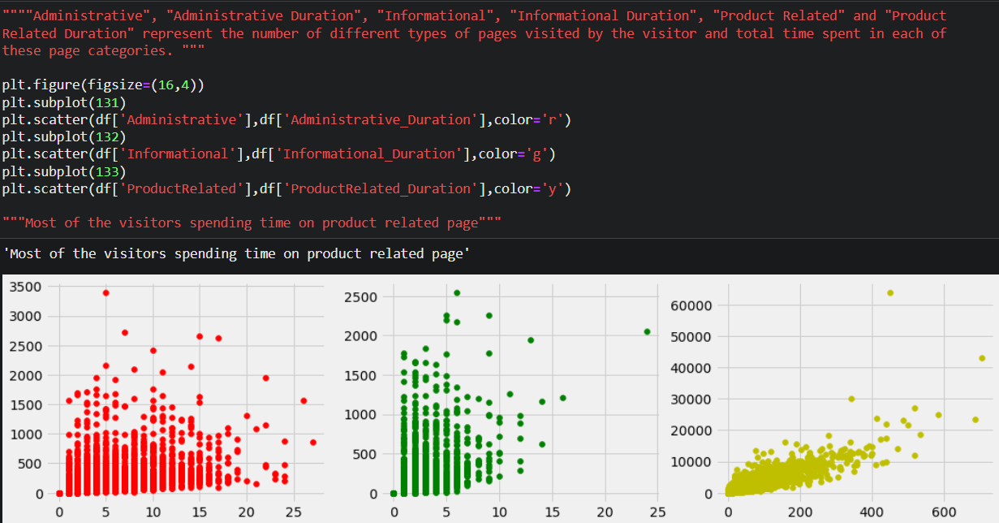 """"Administrative", "Administrative Duration", "Informational", "Informational Duration", "Product Related" and "Product
Related Duration" represent the number of different types of pages visited by the visitor and total time spent in each of
these page categories. """
plt.figure(figsize=(16,4))
plt.subplot(131)
plt.scatter(df['Administrative'],df['Administrative_Duration'],color='r')
plt.subplot(132)
plt.scatter(df['Informational'],df['Informational_Duration'],color='g')
plt.subplot(133)
plt.scatter(df['ProductRelated'],df['ProductRelated_Duration'],color='y')
"""Most of the visitors spending time on product related page"""
'Most of the visitors spending time on product related page'
3500
3000
2500
2000
1500
1000
500
0
0 5 10 15 20 25
2500
2000
1500
1000
500
0
0 5 10 15 20 25
60000
50000
40000
30000
20000
10000
0
0 200 400 600